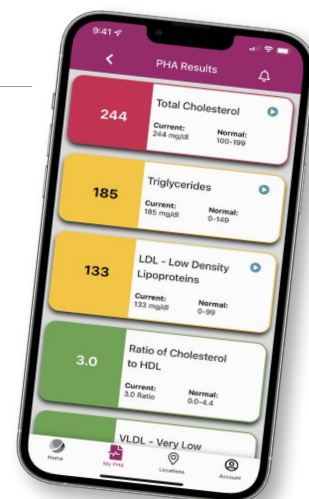 9:41
PHA Results
244
Total Cholesterol
Current: Normal:
244 mg/dl 100-199
185
Triglycerides
Current: Normal:
185 mg/dl 0-149
133
LDL - Low Density
Lipoproteins
Current: Normal:
133 mg/dl 0-99
3.0
Ratio of Cholesterol
to HDL
Current: Normal:
3.0 Ratio 0.0-4.4
VLDL - Very Low
Home My PHA Locations Account